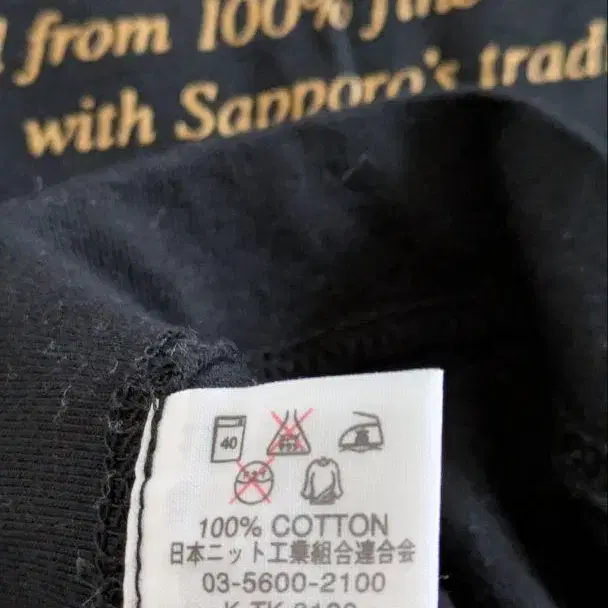 from 100% fine
with Sapporo's trad
40
100% COTTON
日本ニット工業組合連合会
03-5600-2100